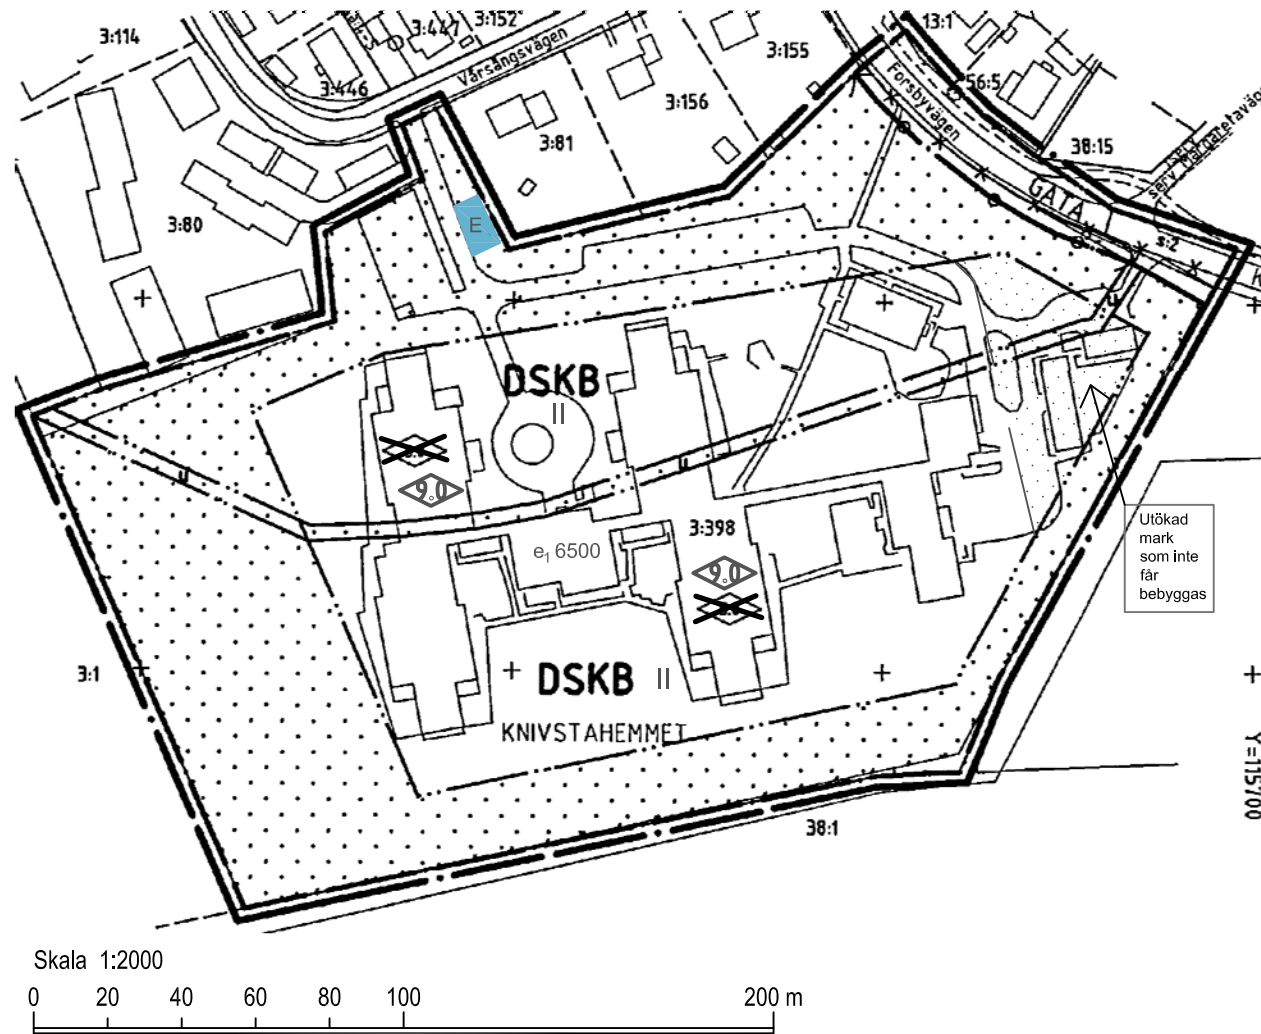 3:114
3:447
3:152
13:1
Vårsångsvägen
3:155
3:446
Forsbyvägen
56:5
3:156
3:81
38:15
serv Margaretaväg
GATA
E
3:80
s:2
K
u
DSKB
II
u
u
9.0
3:398
Utökad
mark
som inte
får
bebyggas
e1 6500
9.0
3:1
DSKB II
KNIVSTAHEMMET
Y=115700
38:1
Skala 1:2000
0 20 40 60 80 100 200 m